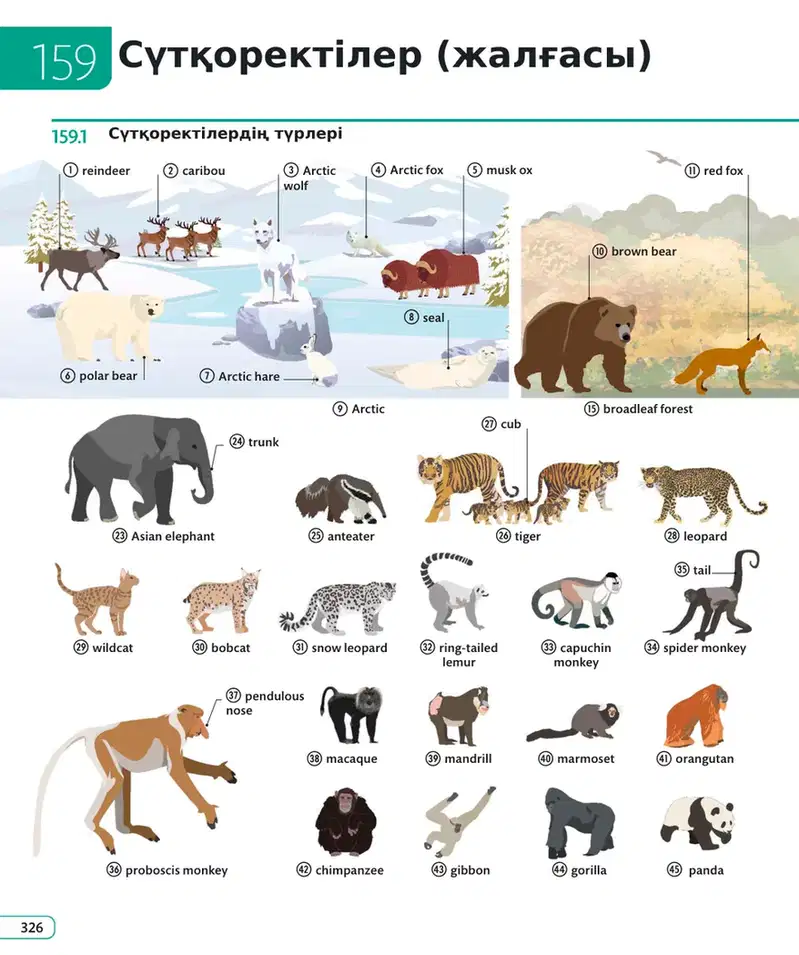 159 Сүтқоректілер (жалғасы)
159.1 Сүтқоректілердің түрлері
① reindeer
② caribou
③ Arctic
wolf
④ Arctic fox
⑤ musk ox
⑪ red fox
⑩ brown bear
⑧ seal
⑥ polar bear
⑦ Arctic hare
⑨ Arctic
⑮ broadleaf forest
㉗ cub
㉔ trunk
㉓ Asian elephant
㉕ anteater
㉖ tiger
㉘ leopard
㉟ tail
㉙ wildcat
㉚ bobcat
㉛ snow leopard
㉜ ring-tailed
lemur
㉝ capuchin
monkey
㉞ spider monkey
㊲ pendulous
nose
㊳ macaque
㊴ mandrill
㊵ marmoset
㊶ orangutan
㊱ proboscis monkey
㊷ chimpanzee
㊸ gibbon
㊹ gorilla
㊺ panda
326